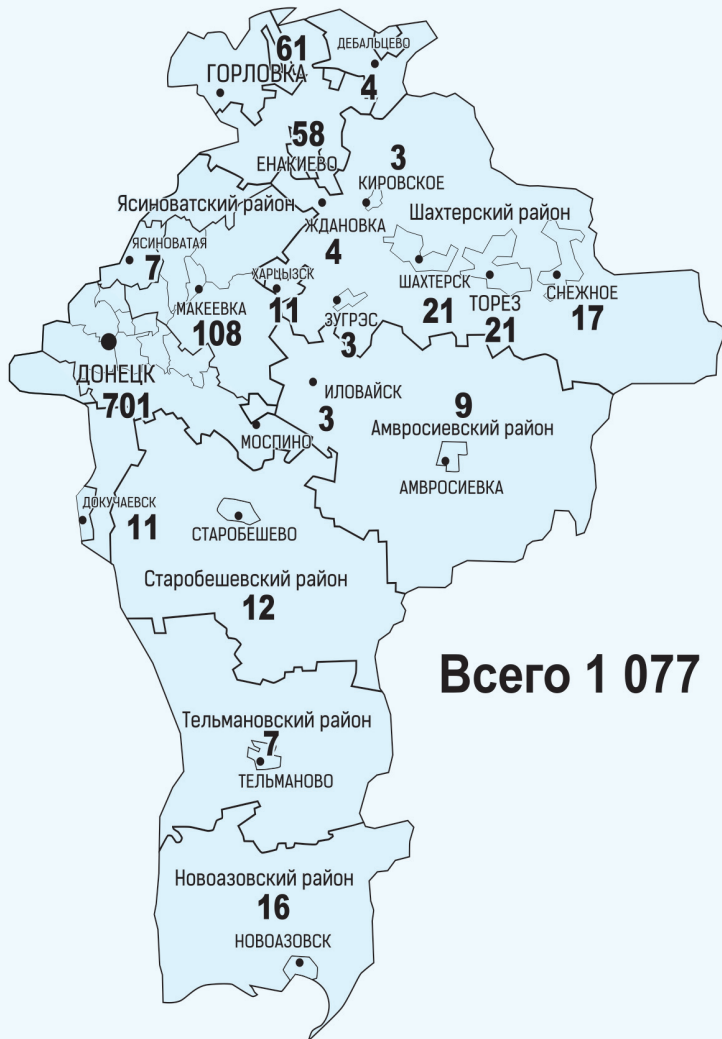 61
ГОРЛОВКА
ДЕБАЛЬЦЕВО
4
58
ЕНАКИЕВО
3
КИРОВСКОЕ
Ясиноватский район
ЖДАНОВКА
4
Шахтерский район
ЯСИНОВАТАЯ
7
МАКЕЕВКА
108
ХАРЦЫЗСК
11
ЗУГРЭС
3
ШАХТЕРСК
21
ТОРЕЗ
21
СНЕЖНОЕ
17
ДОНЕЦК
701
ИЛОВАЙСК
3
МОСПИНО
9
Амвросиевский район
АМВРОСИЕВКА
ДОКУЧАЕВСК
11
СТАРОБЕШЕВО
Старобешевский район
12
Всего 1 077
Тельмановский район
7
ТЕЛЬМАНОВО
Новоазовский район
16
НОВОАЗОВСК